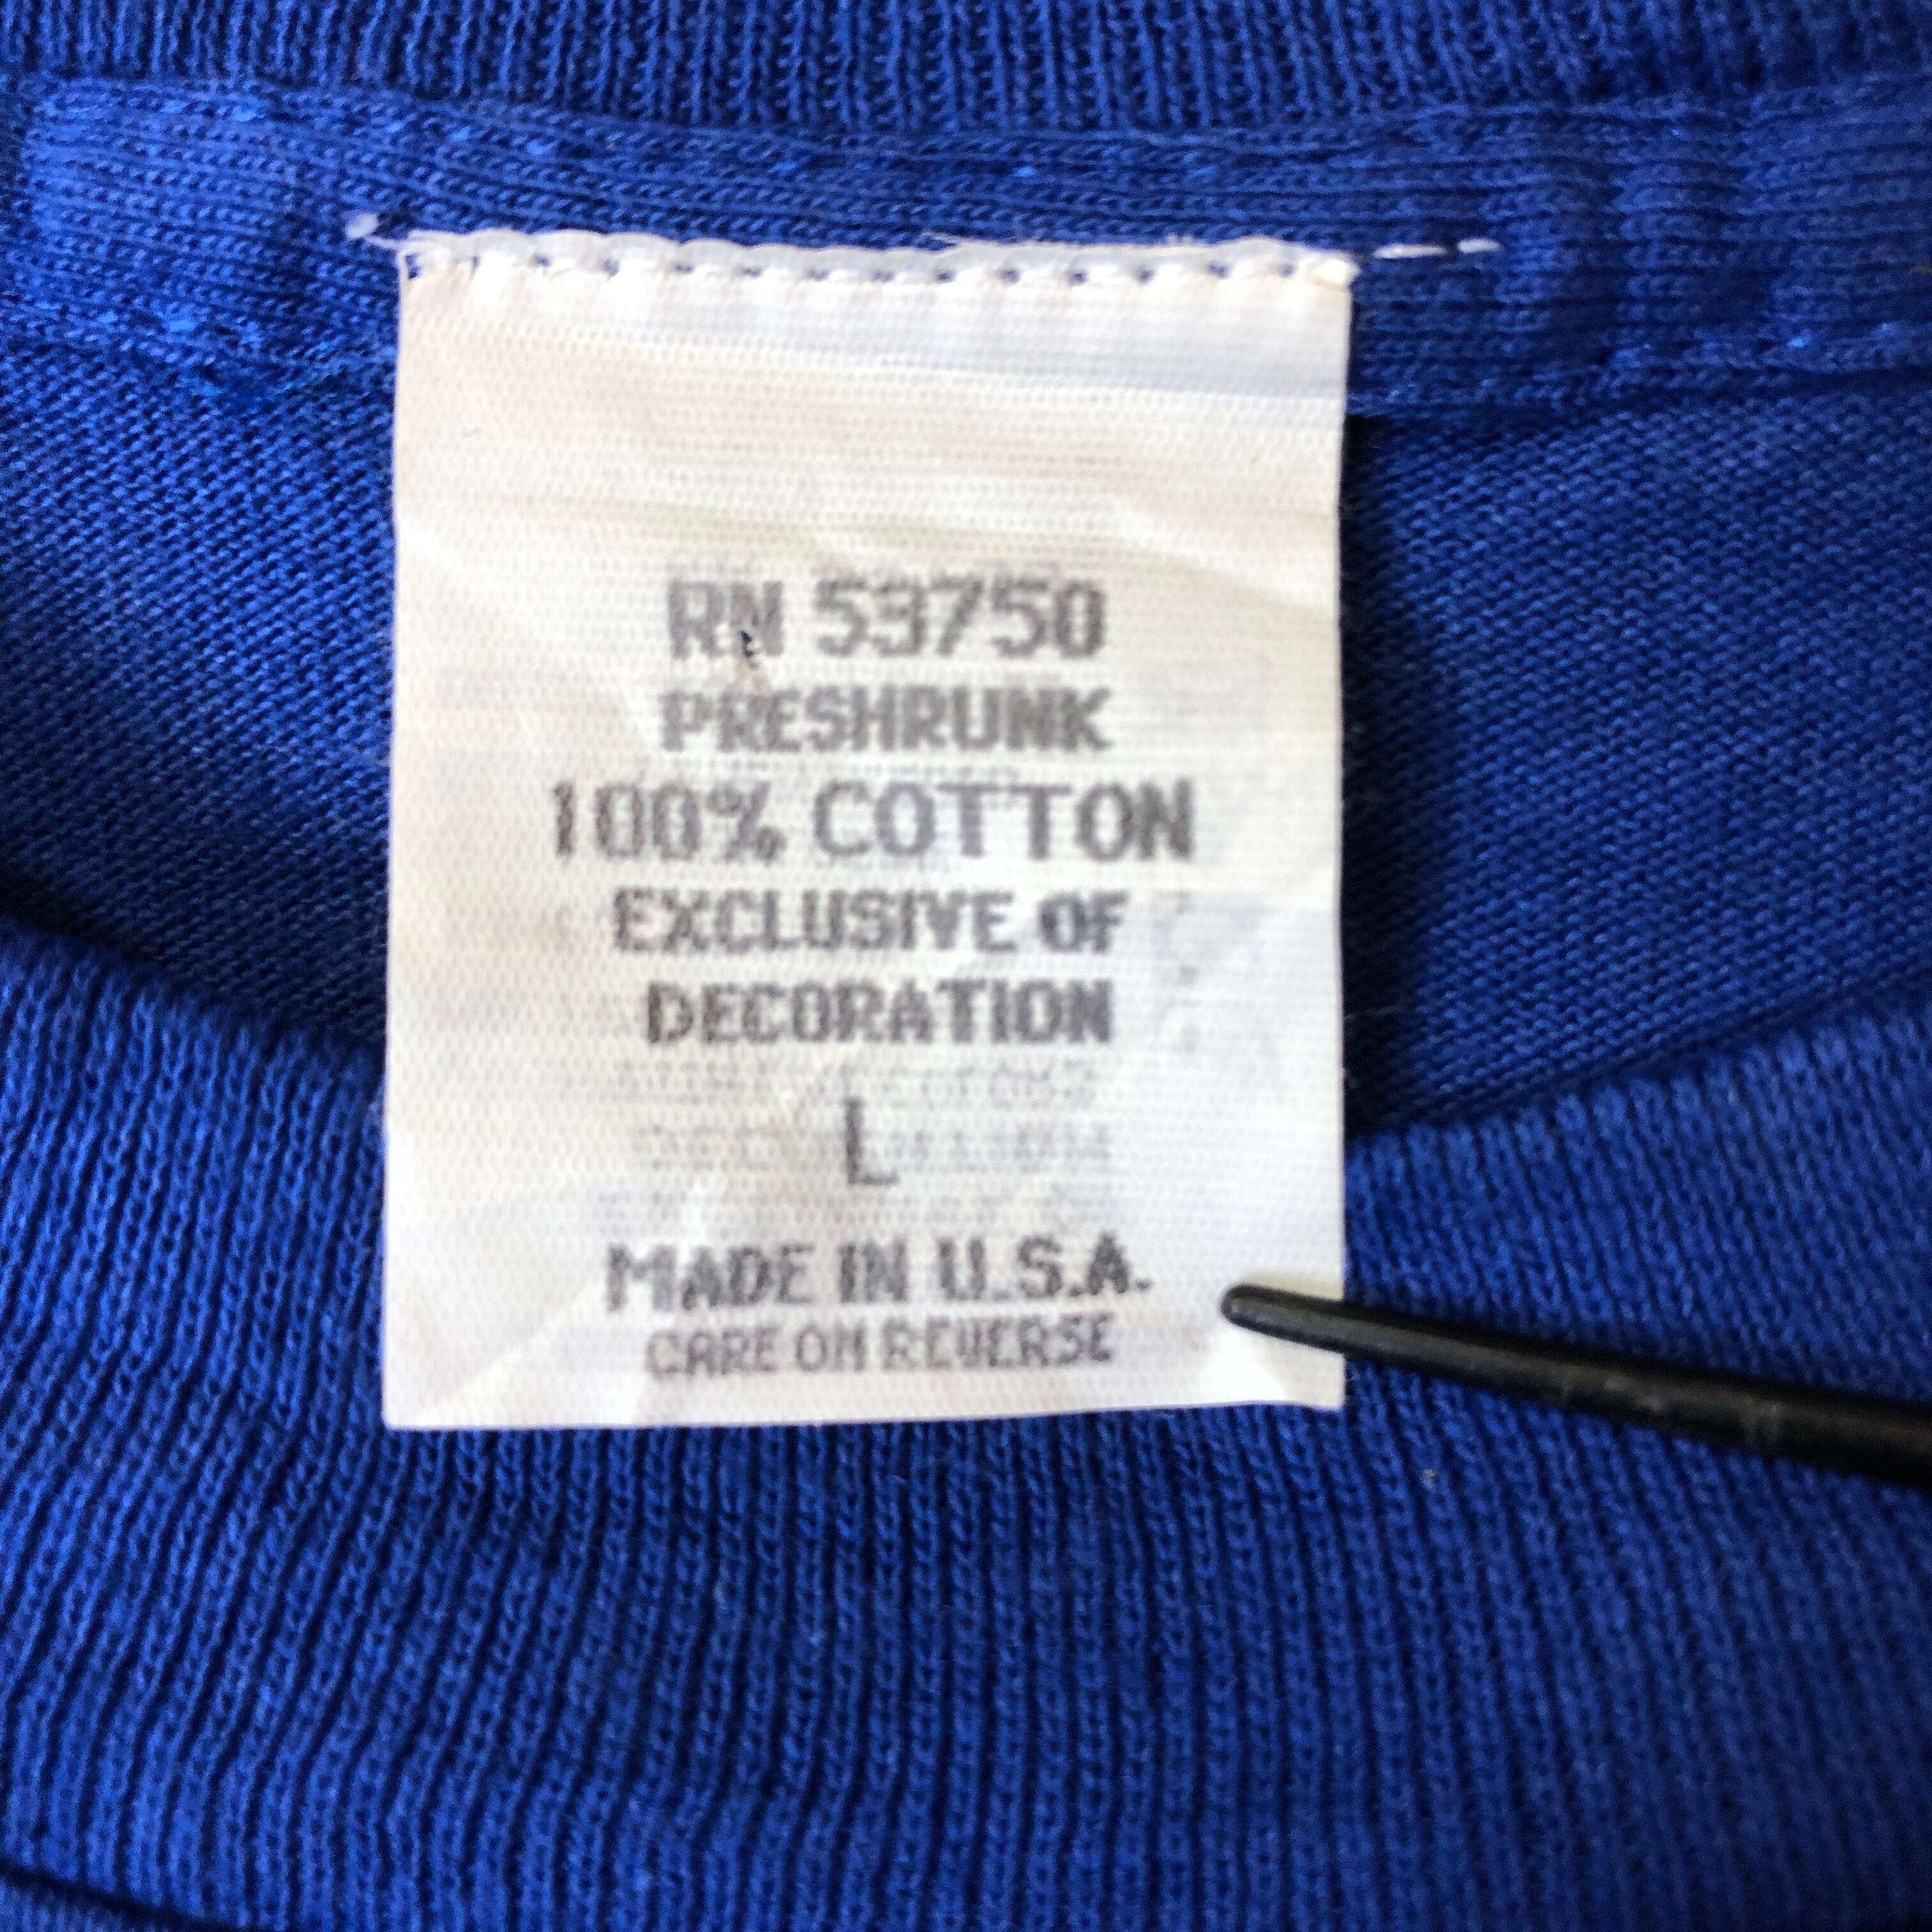 RN 53750
PRESHRUNK
100% COTTON
EXCLUSIVE OF
DECORATION
L
MADE IN U.S.A.
CARE ON REVERSE